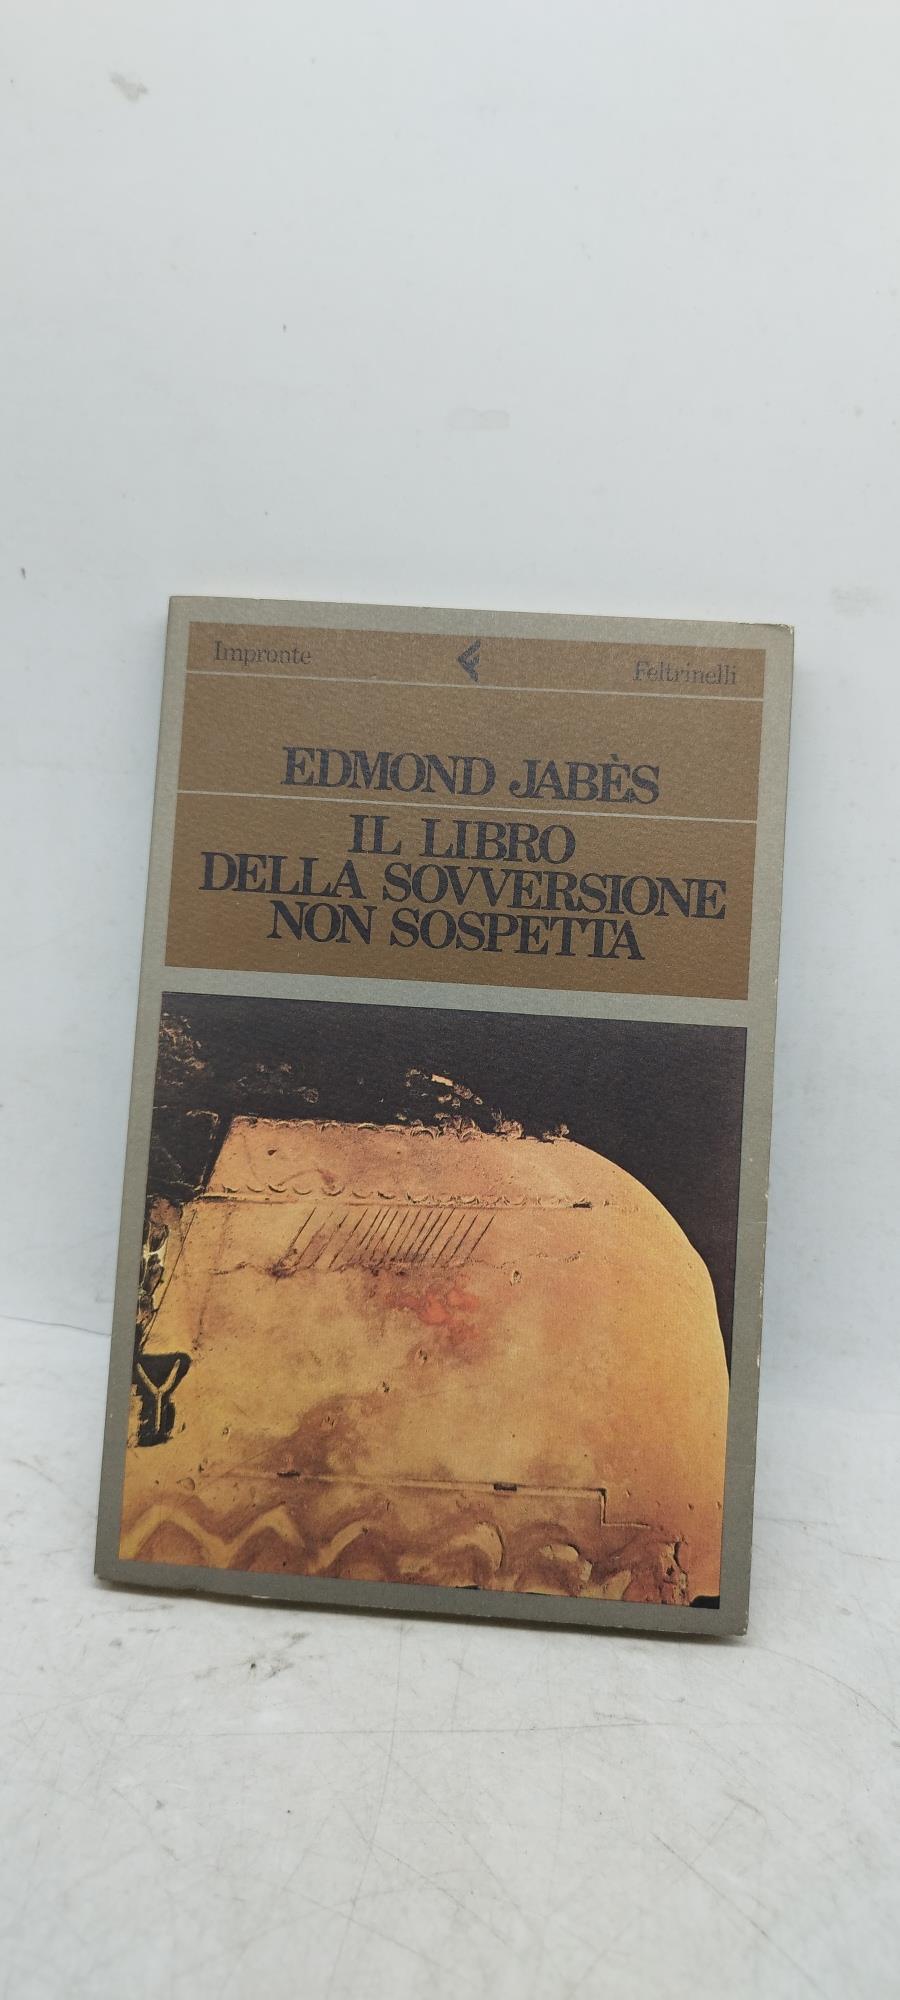 Impronte Feltrinelli
EDMOND JABÈS
IL LIBRO
DELLA SOVVERSIONE
NON SOSPETTA